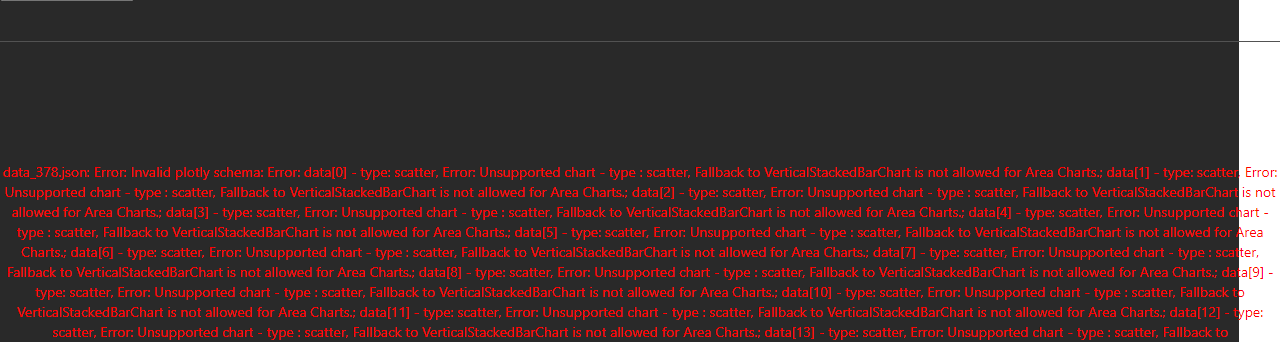 data_378.json: Error: Invalid plotly schema: Error: data[0] - type: scatter, Error: Unsupported chart - type : scatter, Fallback to VerticalStackedBarChart is not allowed for Area Charts.; data[1] - type: scatter, Error:
Unsupported chart - type : scatter, Fallback to VerticalStackedBarChart is not allowed for Area Charts.; data[2] - type: scatter, Error: Unsupported chart - type : scatter, Fallback to VerticalStackedBarChart is not
allowed for Area Charts.; data[3] - type: scatter, Error: Unsupported chart - type : scatter, Fallback to VerticalStackedBarChart is not allowed for Area Charts.; data[4] - type: scatter, Error: Unsupported chart -
type : scatter, Fallback to VerticalStackedBarChart is not allowed for Area Charts.; data[5] - type: scatter, Error: Unsupported chart - type : scatter, Fallback to VerticalStackedBarChart is not allowed for Area
Charts.; data[6] - type: scatter, Error: Unsupported chart - type : scatter, Fallback to VerticalStackedBarChart is not allowed for Area Charts.; data[7] - type: scatter, Error: Unsupported chart - type : scatter,
Fallback to VerticalStackedBarChart is not allowed for Area Charts.; data[8] - type: scatter, Error: Unsupported chart - type : scatter, Fallback to VerticalStackedBarChart is not allowed for Area Charts.; data[9] -
type: scatter, Error: Unsupported chart - type : scatter, Fallback to VerticalStackedBarChart is not allowed for Area Charts.; data[10] - type: scatter, Error: Unsupported chart - type : scatter, Fallback to
VerticalStackedBarChart is not allowed for Area Charts.; data[11] - type: scatter, Error: Unsupported chart - type : scatter, Fallback to VerticalStackedBarChart is not allowed for Area Charts.; data[12] - type:
scatter, Error: Unsupported chart - type : scatter, Fallback to VerticalStackedBarChart is not allowed for Area Charts.; data[13] - type: scatter, Error: Unsupported chart - type : scatter, Fallback to